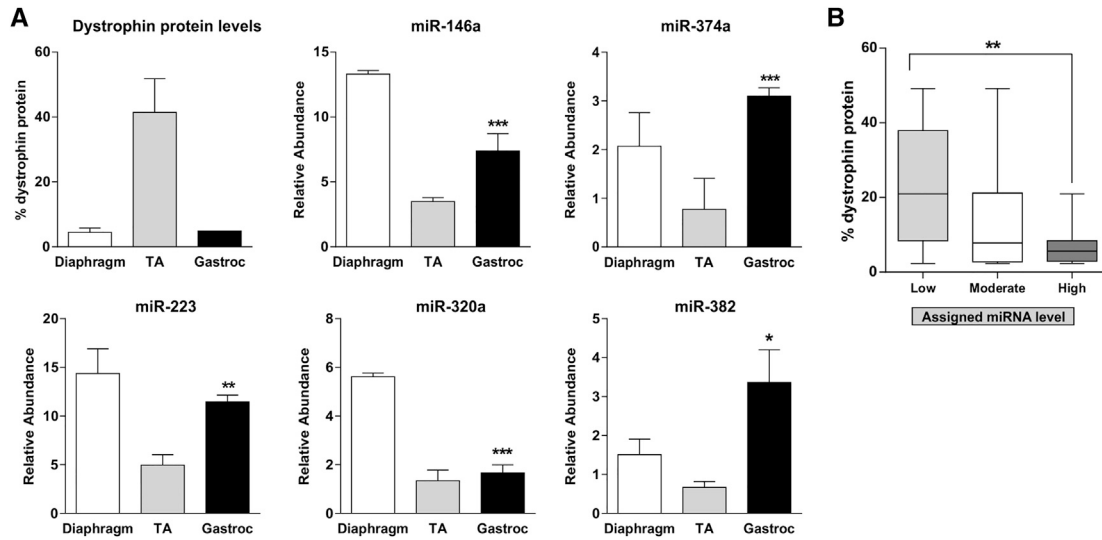 A
Dystrophin protein levels
% dystrophin protein
60
40
20
0
Diaphragm TA Gastroc
miR-146a
Relative Abundance
15
10
5
0
***
Diaphragm TA Gastroc
miR-374a
Relative Abundance
4
3
2
1
0
***
Diaphragm TA Gastroc
B
% dystrophin protein
60
40
20
0
**
Low Moderate High
Assigned miRNA level
miR-223
Relative Abundance
20
15
10
5
0
**
Diaphragm TA Gastroc
miR-320a
Relative Abundance
8
6
4
2
0
***
Diaphragm TA Gastroc
miR-382
Relative Abundance
5
4
3
2
1
0
*
Diaphragm TA Gastroc